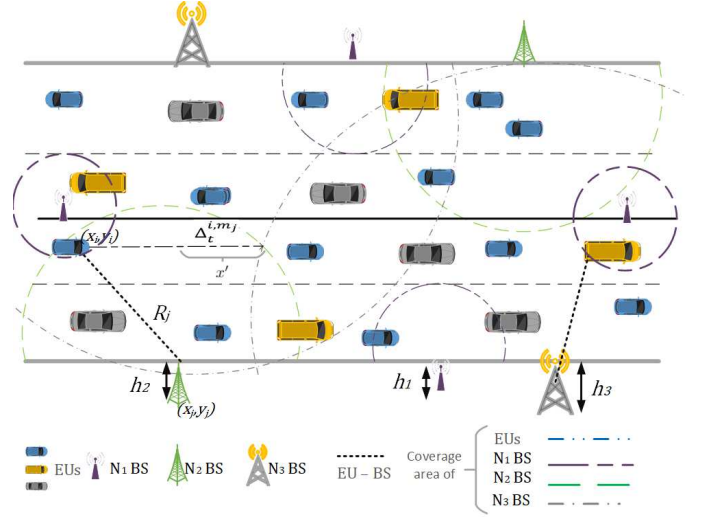 Δ_t^{i,m_j}
(x_i,y_i)
x'
R_j
h_2
(x_j,y_j)
h_1
h_3
EUs
N_1 BS
N_2 BS
N_3 BS
EU – BS
Coverage
area of
EUs
N_1 BS
N_2 BS
N_3 BS